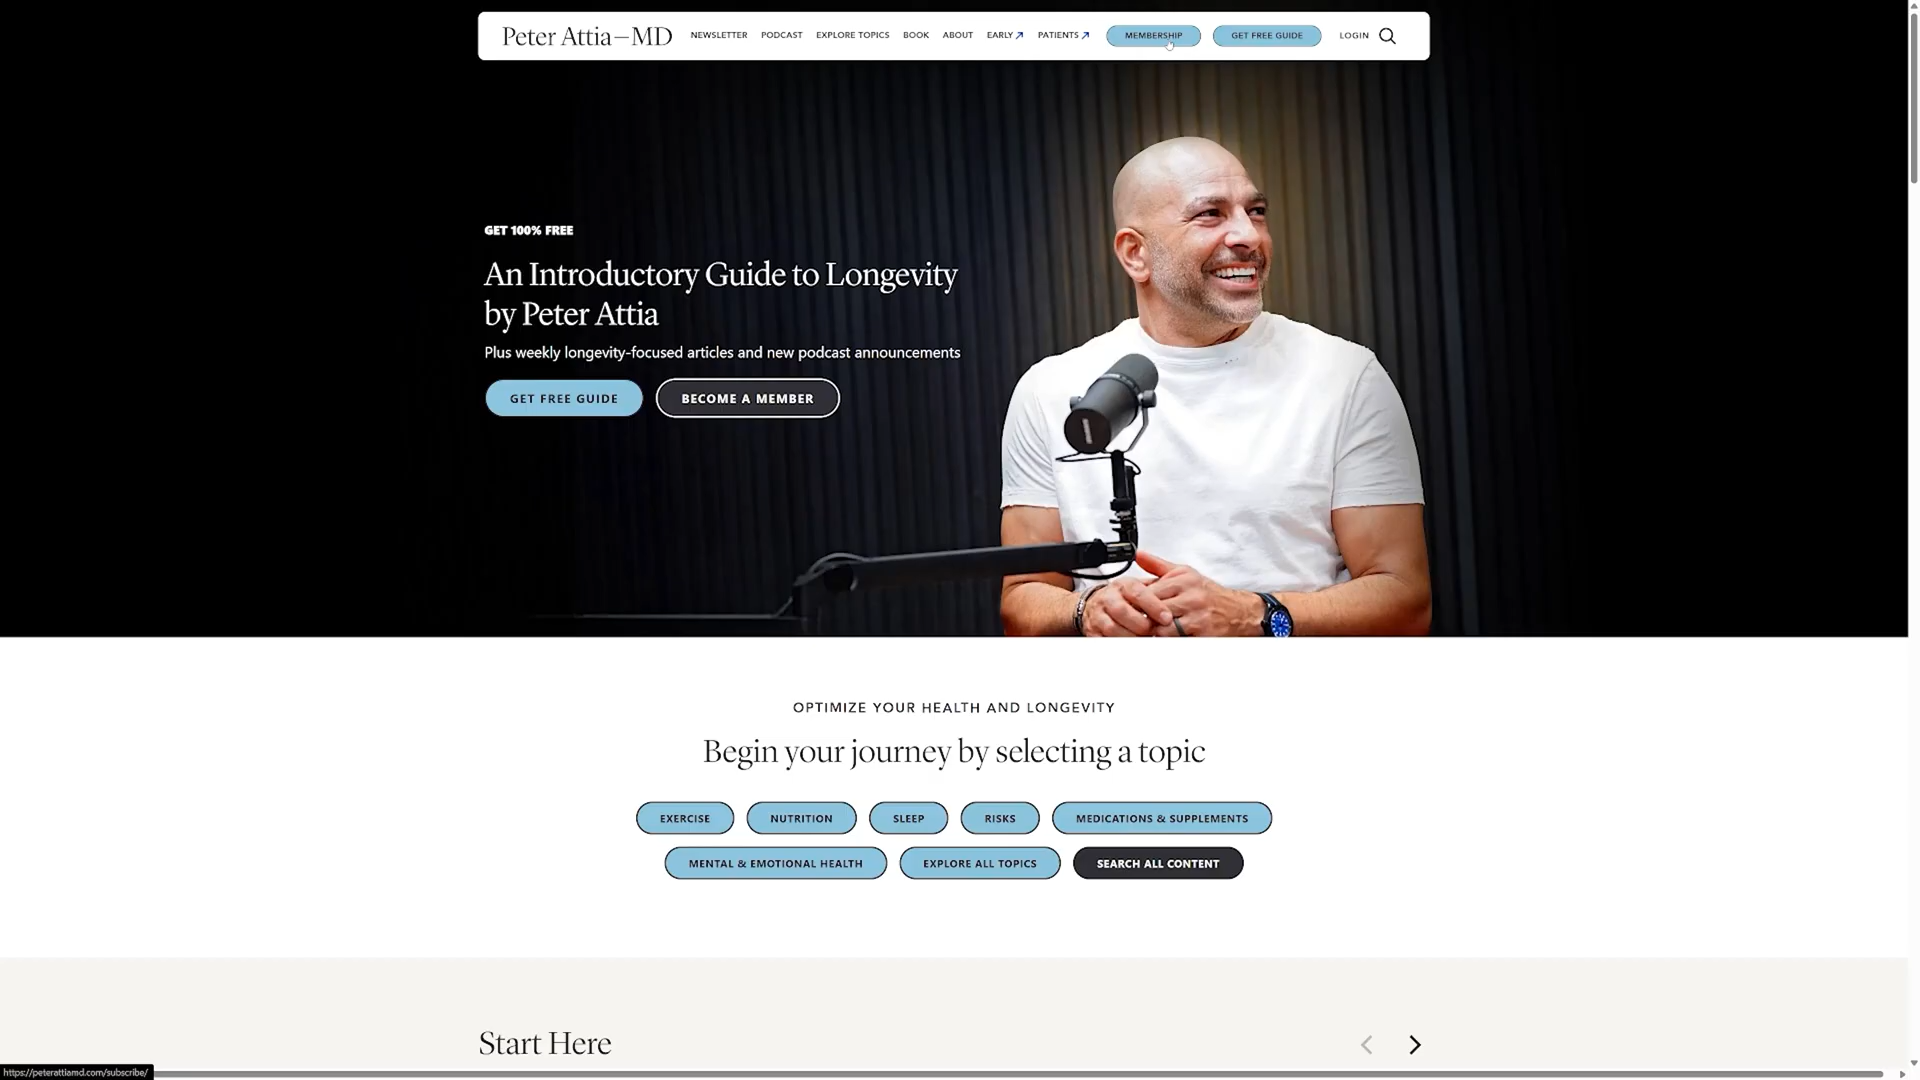 Peter Attia—MD
NEWSLETTER
PODCAST
EXPLORE TOPICS
BOOK
ABOUT
EARLY
PATIENTS
MEMBERSHIP
GET FREE GUIDE
LOGIN
GET 100% FREE
An Introductory Guide to Longevity
by Peter Attia
Plus weekly longevity-focused articles and new podcast announcements
GET FREE GUIDE
BECOME A MEMBER
OPTIMIZE YOUR HEALTH AND LONGEVITY
Begin your journey by selecting a topic
EXERCISE
NUTRITION
SLEEP
RISKS
MEDICATIONS & SUPPLEMENTS
MENTAL & EMOTIONAL HEALTH
EXPLORE ALL TOPICS
SEARCH ALL CONTENT
Start Here
https://peterattiamd.com/subscribe/